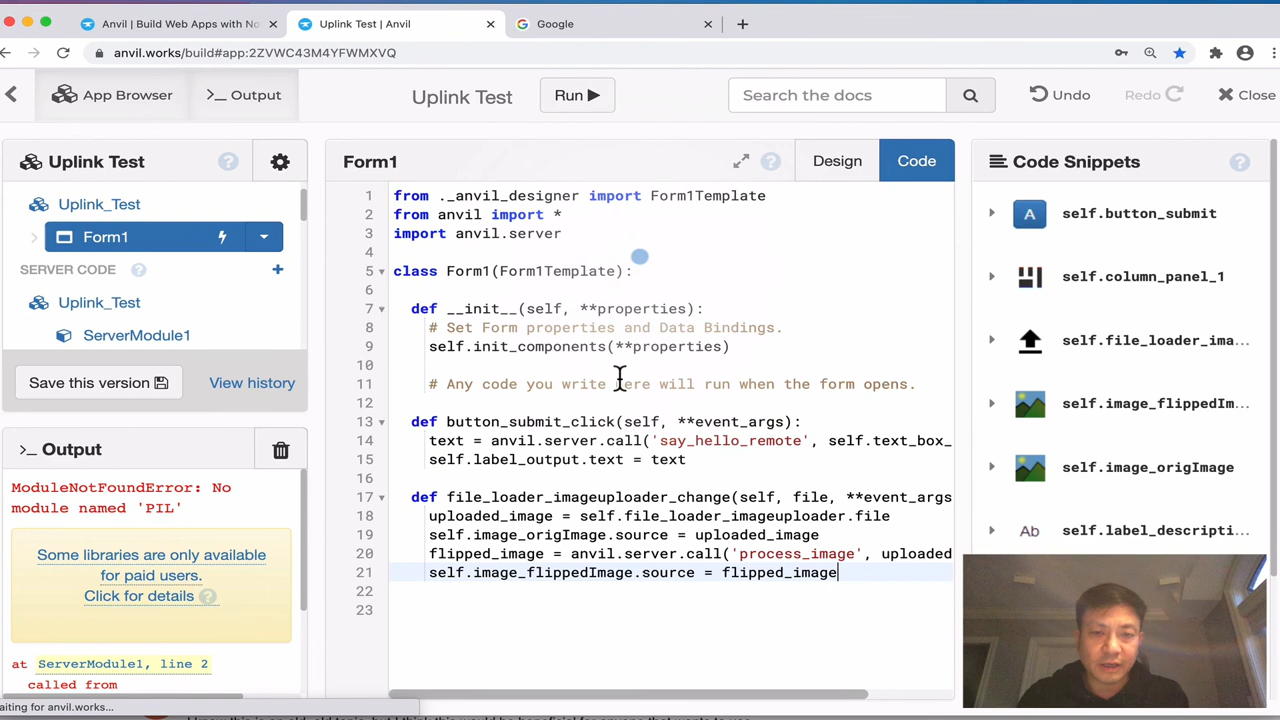 Anvil | Build Web Apps with No
Uplink Test | Anvil
Google
anvil.works/build#app:2ZVWC43M4YFWMXVQ
App Browser
Output
Uplink Test
Run
Search the docs
Undo
Redo
Close
Uplink Test
Uplink_Test
Form1
SERVER CODE
Uplink_Test
ServerModule1
Save this version
View history
Output
ModuleNotFoundError: No
module named 'PIL'
Some libraries are only available
for paid users.
Click for details
at ServerModule1, line 2
called from
aiting for anvil.works...
Form1
Design
Code
1 from ._anvil_designer import Form1Template
2 from anvil import *
3 import anvil.server
4
5 class Form1(Form1Template):
6
7 def __init__(self, **properties):
8 # Set Form properties and Data Bindings.
9 self.init_components(**properties)
10
11 # Any code you write here will run when the form opens.
12
13 def button_submit_click(self, **event_args):
14 text = anvil.server.call('say_hello_remote', self.text_box_
15 self.label_output.text = text
16
17 def file_loader_imageuploader_change(self, file, **event_args
18 uploaded_image = self.file_loader_imageuploader.file
19 self.image_origImage.source = uploaded_image
20 flipped_image = anvil.server.call('process_image', uploaded
21 self.image_flippedImage.source = flipped_image
22
23
Code Snippets
A self.button_submit
self.column_panel_1
self.file_loader_ima...
self.image_flippedIm...
self.image_origImage
Ab self.label_descripti...